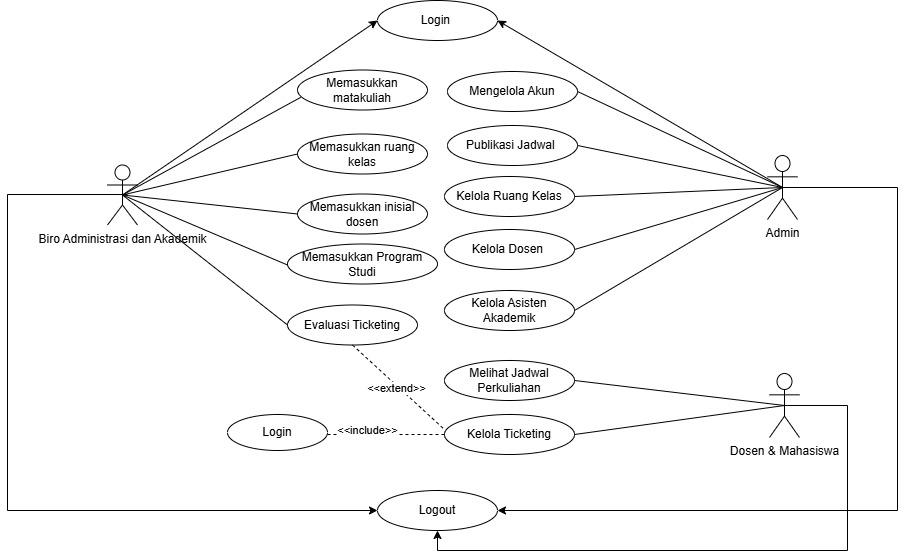 Login
Memasukkan
matakuliah
Mengelola Akun
Memasukkan ruang
kelas
Publikasi Jadwal
Memasukkan inisial
dosen
Kelola Ruang Kelas
Biro Administrasi dan Akademik
Admin
Memasukkan Program
Studi
Kelola Dosen
Evaluasi Ticketing
Kelola Asisten
Akademik
<<extend>>
Melihat Jadwal
Perkuliahan
Login
<<include>>
Kelola Ticketing
Dosen & Mahasiswa
Logout